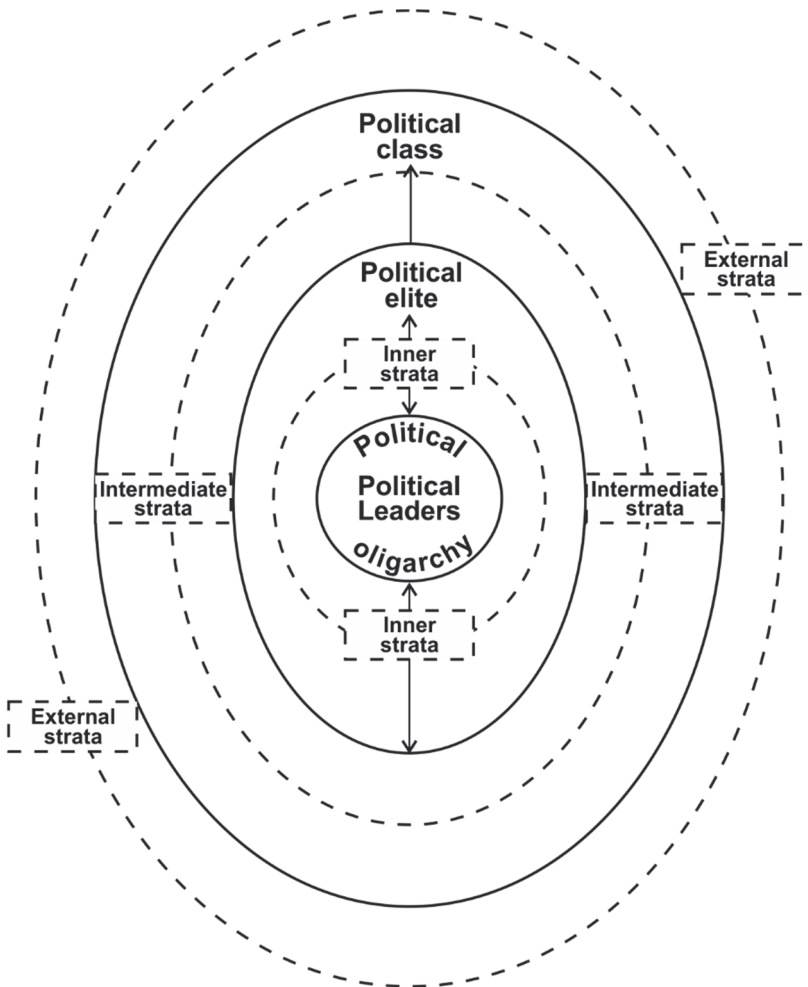 Political
class
External
strata
Political
elite
Inner
strata
Political
Intermediate
strata
Political
Leaders
Intermediate
strata
oligarchy
Inner
strata
External
strata